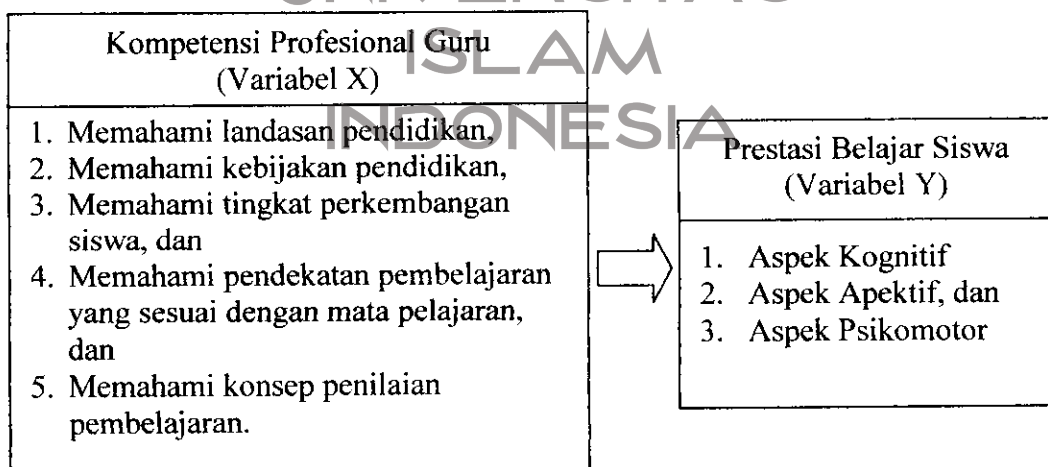 UNIVERSITAS
ISLAM
INDONESIA
Kompetensi Profesional Guru
(Variabel X)
1. Memahami landasan pendidikan,
2. Memahami kebijakan pendidikan,
3. Memahami tingkat perkembangan
siswa, dan
4. Memahami pendekatan pembelajaran
yang sesuai dengan mata pelajaran,
dan
5. Memahami konsep penilaian
pembelajaran.
Prestasi Belajar Siswa
(Variabel Y)
1. Aspek Kognitif
2. Aspek Apektif, dan
3. Aspek Psikomotor